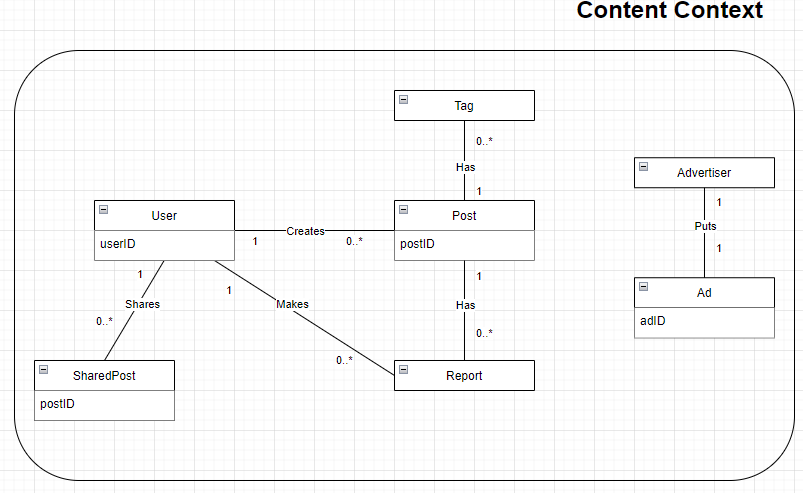 Content Context
Tag
0..*
Has
1
Advertiser
1
Puts
1
User
userID
1
Creates
0..*
Post
postID
Ad
adID
1
Shares
0..*
1
Makes
0..*
1
Has
0..*
SharedPost
postID
Report